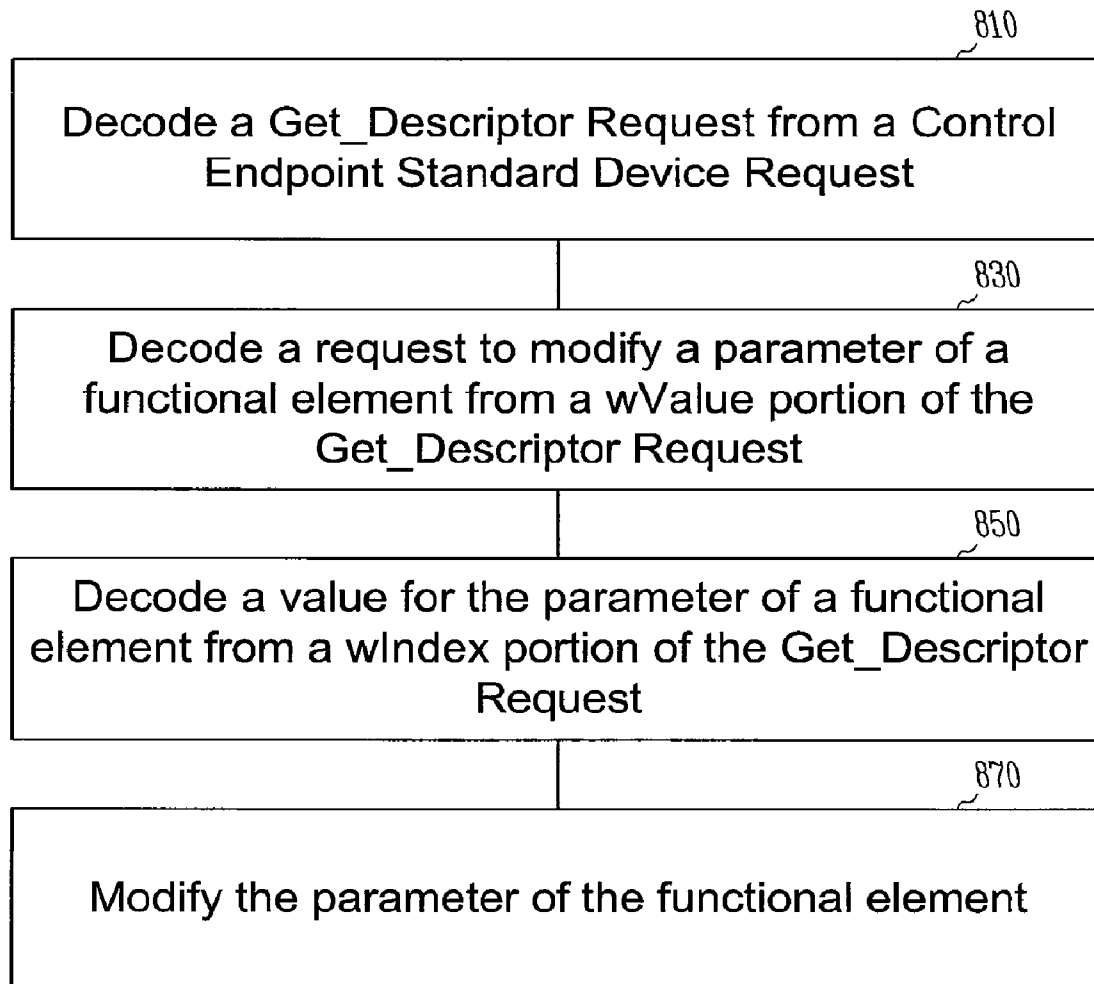 810
Decode a Get_Descriptor Request from a Control
Endpoint Standard Device Request
830
Decode a request to modify a parameter of a
functional element from a wValue portion of the
Get_Descriptor Request
850
Decode a value for the parameter of a functional
element from a wIndex portion of the Get_Descriptor
Request
870
Modify the parameter of the functional element